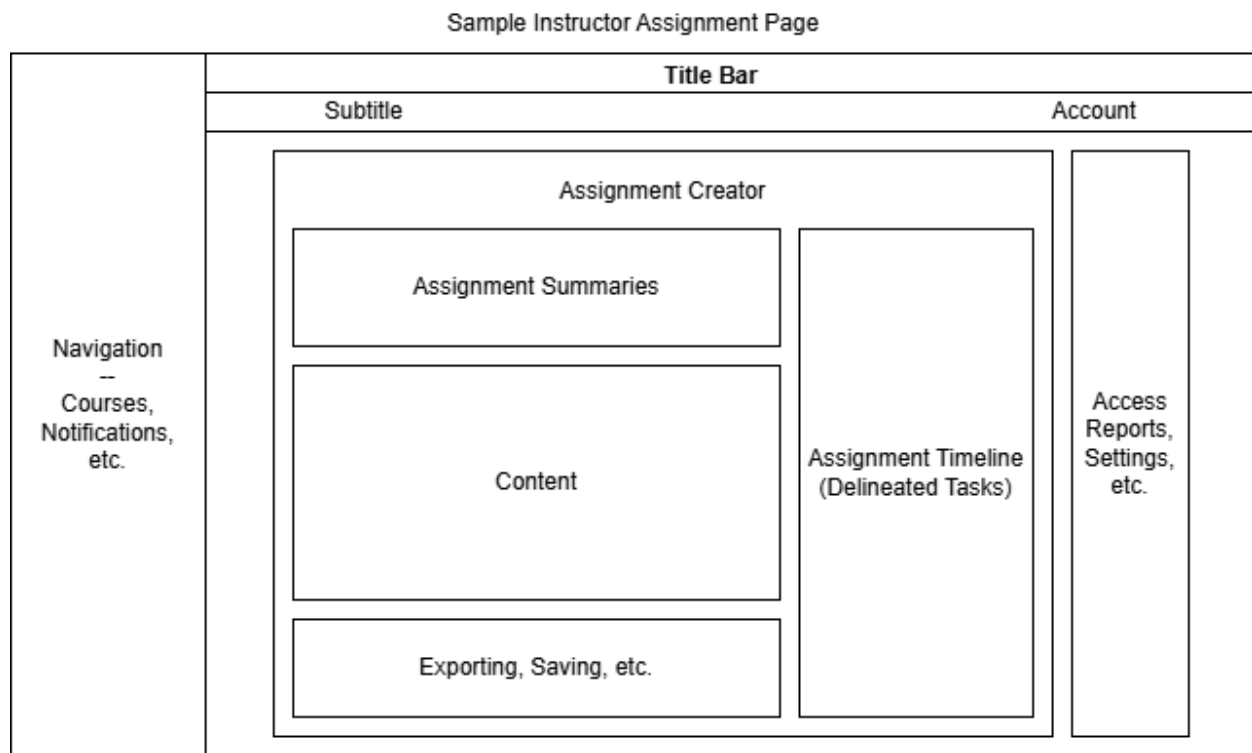 Sample Instructor Assignment Page
Title Bar
Subtitle
Account
Navigation
--
Courses,
Notifications,
etc.
Assignment Creator
Assignment Summaries
Content
Exporting, Saving, etc.
Assignment Timeline
(Delineated Tasks)
Access
Reports,
Settings,
etc.